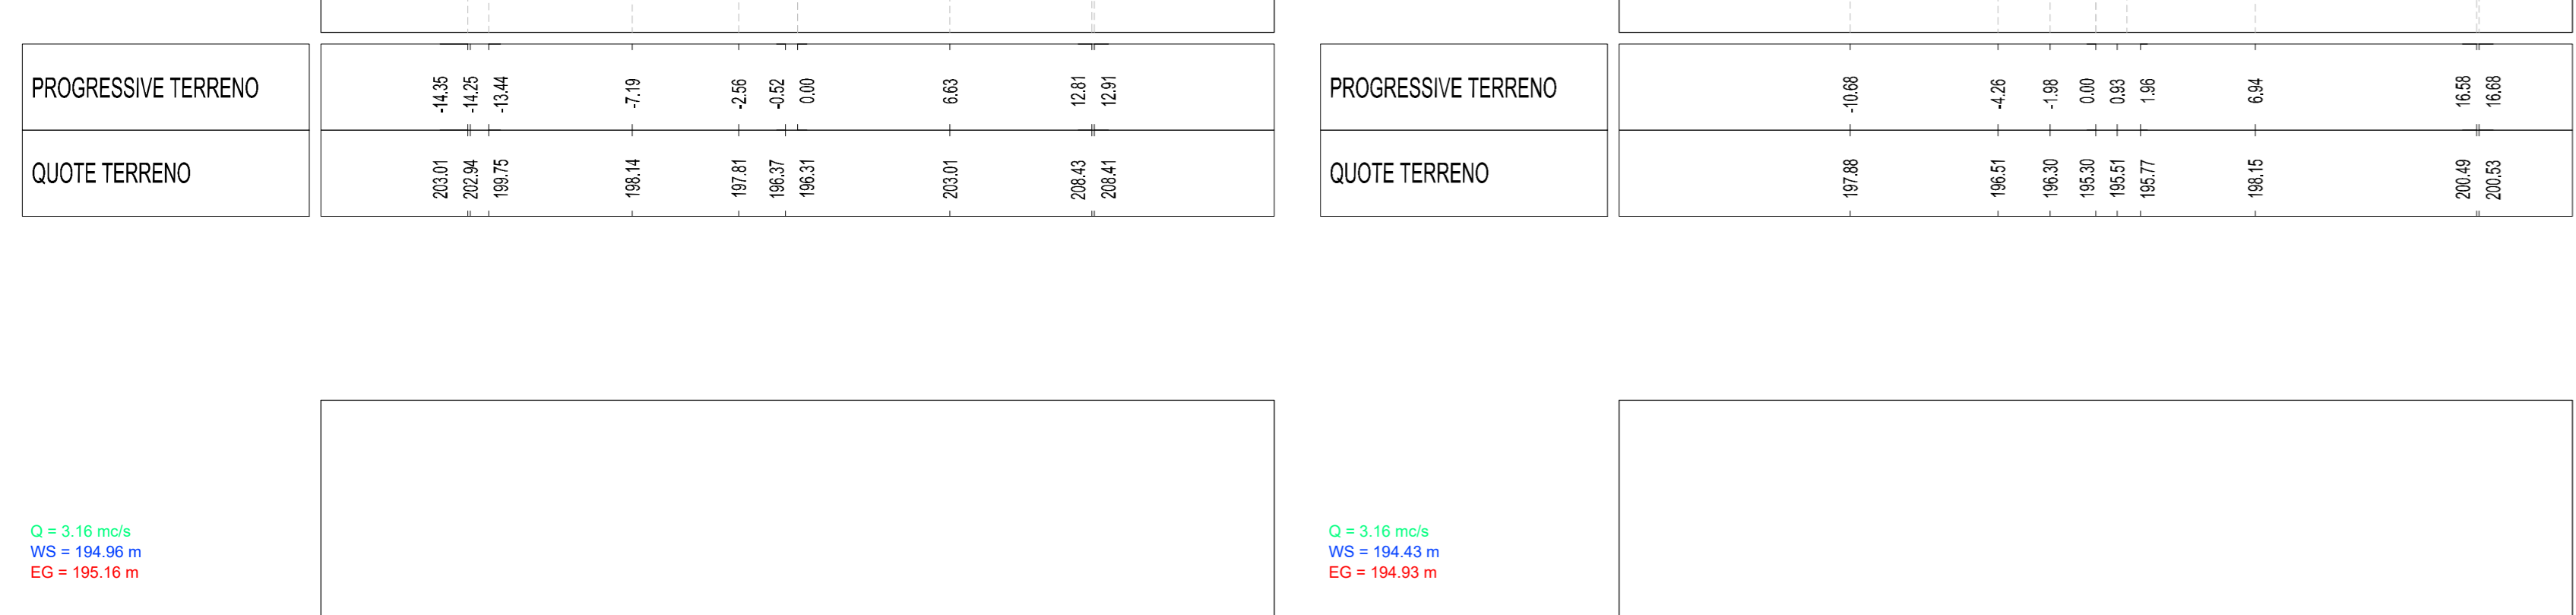 PROGRESSIVE TERRENO
-14.35 -14.25 -13.44 -7.19 -2.56 -0.52 0.00 6.63 12.81 12.91
QUOTE TERRENO
203.01 202.94 199.75 198.14 197.81 196.37 196.31 203.01 208.43 208.41
PROGRESSIVE TERRENO
-10.68 -4.26 -1.98 0.00 0.93 1.96 6.94 16.58 16.68
QUOTE TERRENO
197.88 196.51 196.30 195.30 195.51 195.77 198.15 200.49 200.53
Q = 3.16 mc/s
WS = 194.96 m
EG = 195.16 m
Q = 3.16 mc/s
WS = 194.43 m
EG = 194.93 m